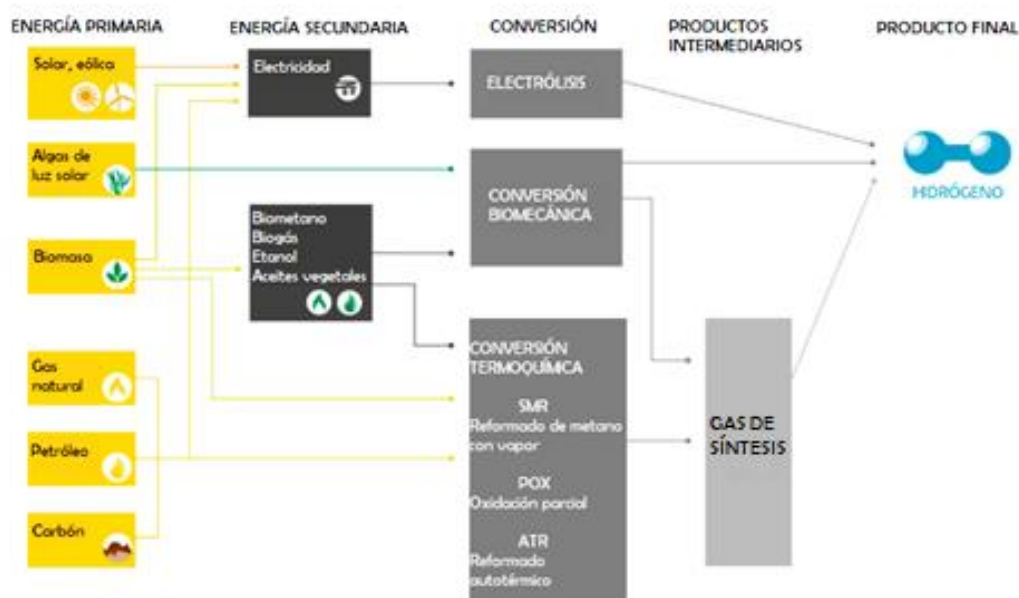 ENERGÍA PRIMARIA
ENERGÍA SECUNDARIA
CONVERSIÓN
PRODUCTOS
INTERMEDIARIOS
PRODUCTO FINAL
Solar, eólica
Algas de
luz solar
Biomasa
Gas
natural
Petróleo
Carbón
Electricidad
Biometano
Biogás
Etanol
Aceites vegetales
ELECTRÓLISIS
CONVERSIÓN
BIOMECÁNICA
CONVERSIÓN
TERMOQUÍMICA
SMR
Reformado de metano
con vapor
POX
Oxidación parcial
ATR
Reformado
autotérmico
GAS DE
SÍNTESIS
HIDRÓGENO